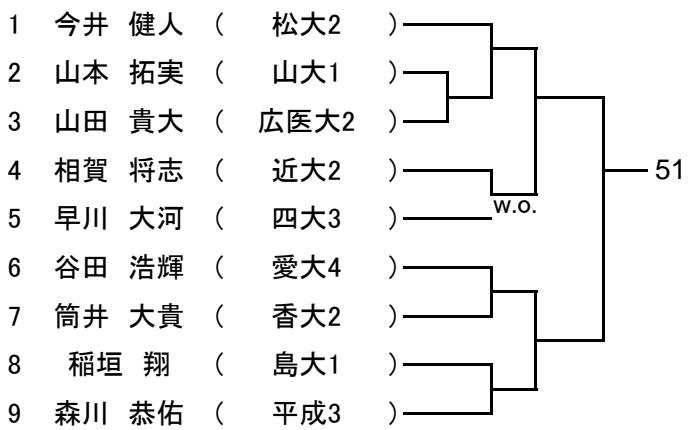 1 今井 健人 ( 松大2 )
2 山本 拓実 ( 山大1 )
3 山田 貴大 ( 広医大2 )
4 相賀 将志 ( 近大2 ) 51
5 早川 大河 ( 四大3 ) w.o.
6 谷田 浩輝 ( 愛大4 )
7 筒井 大貴 ( 香大2 )
8 稲垣 翔 ( 島大1 )
9 森川 恭佑 ( 平成3 )